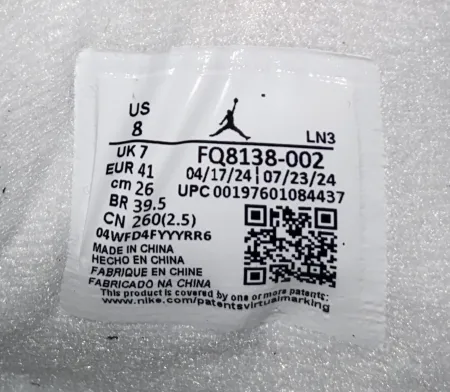 US
8
LN3
UK 7
FQ8138-002
EUR 41
04/17/24 | 07/23/24
cm 26
UPC 00197601084437
BR 39.5
CN 260(2.5)
04WFD4FYYYRR6
MADE IN CHINA
HECHO EN CHINA
FABRIQUE EN CHINE
FABRICADO NA CHINA
This product is covered by one or more patents:
www.nike.com/patentsvirtualmarking